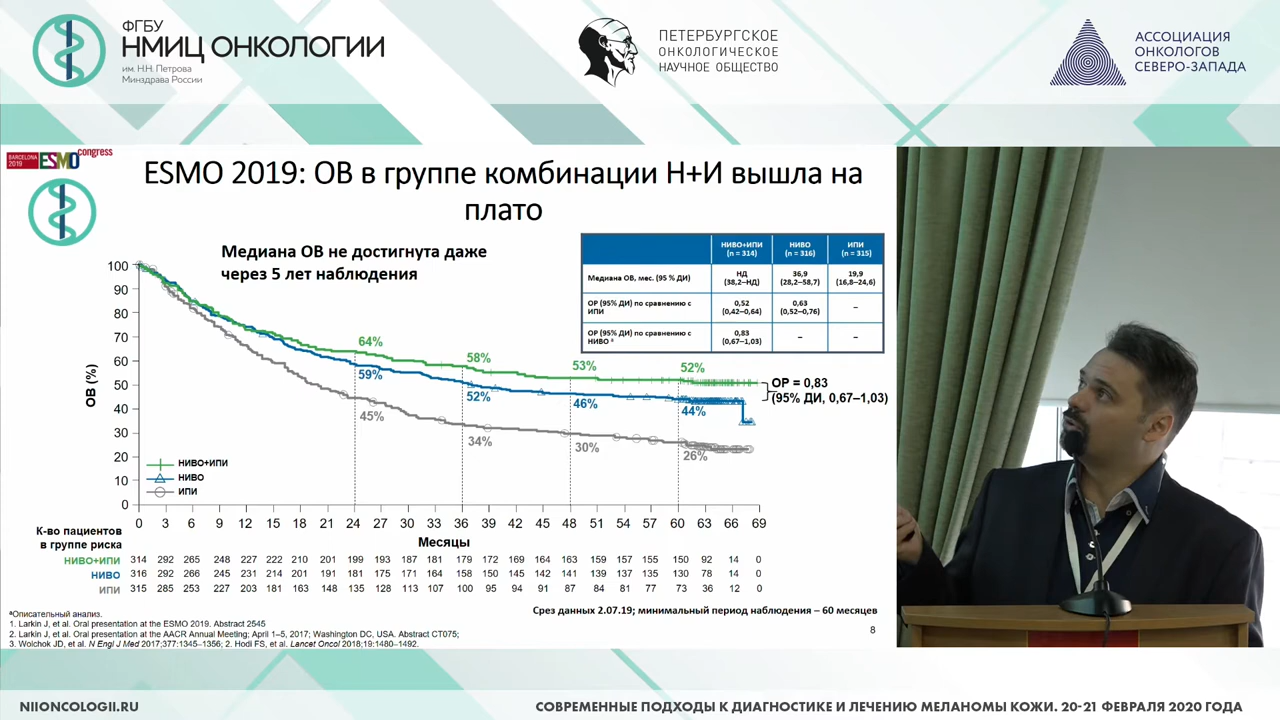 ФГБУ
НМИЦ ОНКОЛОГИИ
им. Н.Н. Петрова
Минздрава России
ПЕТЕРБУРГСКОЕ
ОНКОЛОГИЧЕСКОЕ
НАУЧНОЕ ОБЩЕСТВО
АССОЦИАЦИЯ
ОНКОЛОГОВ
СЕВЕРО-ЗАПАДА
BARCELONA
2019
ESMO congress
ESMO 2019: ОВ в группе комбинации Н+И вышла на
плато
Медиана ОВ не достигнута даже
через 5 лет наблюдения
НИВО+ИПИ (n = 314) НИВО (n = 316) ИПИ (n = 315)
Медиана ОВ, мес. (95 % ДИ) НД (38,2–НД) 36,9 (28,2–58,7) 19,9 (16,8–24,6)
ОР (95% ДИ) по сравнению с ИПИ 0,52 (0,42–0,64) 0,63 (0,52–0,76) –
ОР (95% ДИ) по сравнению с НИВО ª 0,83 (0,67–1,03) – –
ОВ (%)
100
90
80
70
60
50
40
30
20
10
0
64% 58% 53% 52%
59% 52% 46% 44%
45% 34% 30% 26%
ОР = 0,83
(95% ДИ, 0,67–1,03)
НИВО+ИПИ
НИВО
ИПИ
0 3 6 9 12 15 18 21 24 27 30 33 36 39 42 45 48 51 54 57 60 63 66 69
Месяцы
К-во пациентов
в группе риска
НИВО+ИПИ 314 292 265 248 227 222 210 201 199 193 187 181 179 172 169 164 163 159 157 155 150 92 14 0
НИВО 316 292 266 245 231 214 201 191 181 175 171 164 158 150 145 142 141 139 137 135 130 78 14 0
ИПИ 315 285 253 227 203 181 163 148 135 128 113 107 100 95 94 91 87 84 81 77 73 36 12 0
ªОписательный анализ.
Срез данных 2.07.19; минимальный период наблюдения – 60 месяцев
1. Larkin J, et al. Oral presentation at the ESMO 2019. Abstract 2545
2. Larkin J, et al. Oral presentation at the AACR Annual Meeting; April 1–5, 2017; Washington DC, USA. Abstract CT075;
3. Wolchok JD, et al. N Engl J Med 2017;377:1345–1356; 2. Hodi FS, et al. Lancet Oncol 2018;19:1480–1492.
8
NIIONCOLOGII.RU
СОВРЕМЕННЫЕ ПОДХОДЫ К ДИАГНОСТИКЕ И ЛЕЧЕНИЮ МЕЛАНОМЫ КОЖИ. 20-21 ФЕВРАЛЯ 2020 ГОДА